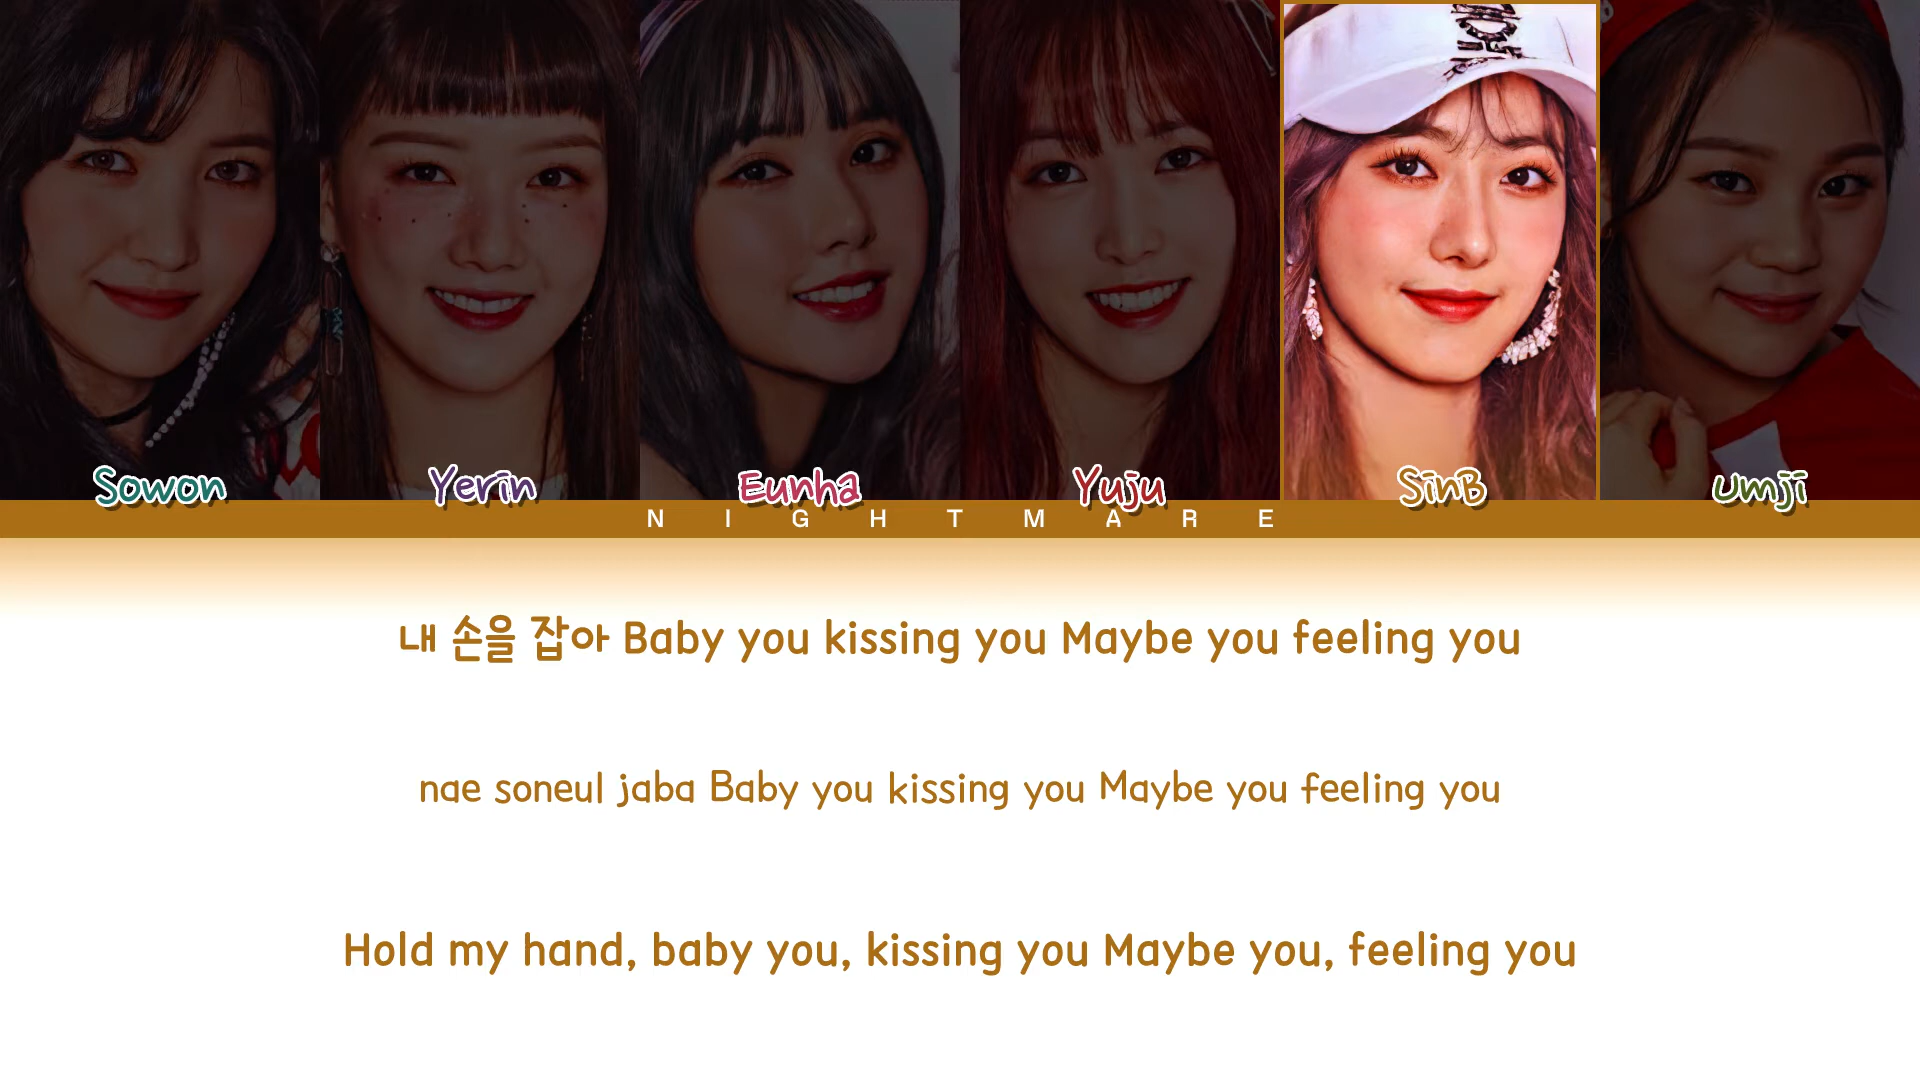 Sowon
Yerin
Eunha
Yuju
SinB
Umji
NIGHTMARE
내 손을 잡아 Baby you kissing you Maybe you feeling you
nae soneul jaba Baby you kissing you Maybe you feeling you
Hold my hand, baby you, kissing you Maybe you, feeling you